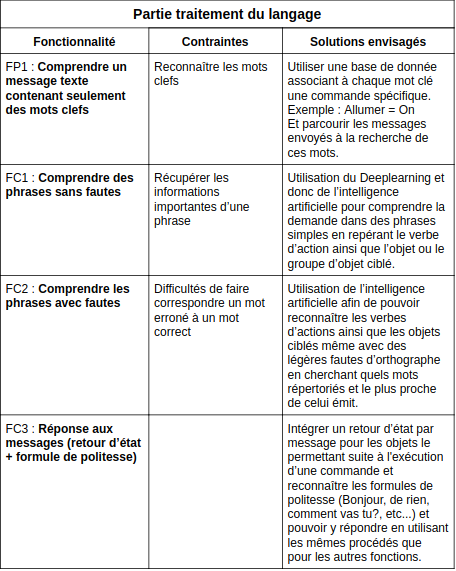 Partie traitement du langage
Fonctionnalité
Contraintes
Solutions envisagés
FP1 : Comprendre un
message texte
contenant seulement
des mots clefs
Reconnaître les mots
clefs
Utiliser une base de donnée
associant à chaque mot clé
une commande spécifique.
Exemple : Allumer = On
Et parcourir les messages
envoyés à la recherche de
ces mots.
FC1 : Comprendre des
phrases sans fautes
Récupérer les
informations
importantes d’une
phrase
Utilisation du Deeplearning et
donc de l’intelligence
artificielle pour comprendre la
demande dans des phrases
simples en repérant le verbe
d’action ainsi que l’objet ou le
groupe d’objet ciblé.
FC2 : Comprendre les
phrases avec fautes
Difficultés de faire
correspondre un mot
erroné à un mot
correct
Utilisation de l’intelligence
artificielle afin de pouvoir
reconnaître les verbes
d’actions ainsi que les objets
ciblés même avec des
légères fautes d’orthographe
en cherchant quels mots
répertoriés et le plus proche
de celui émit.
FC3 : Réponse aux
messages (retour d’état
+ formule de politesse)
Intégrer un retour d’état par
message pour les objets le
permettant suite à l’exécution
d’une commande et
reconnaître les formules de
politesse (Bonjour, de rien,
comment vas tu?, etc...) et
pouvoir y répondre en utilisant
les mêmes procédés que
pour les autres fonctions.